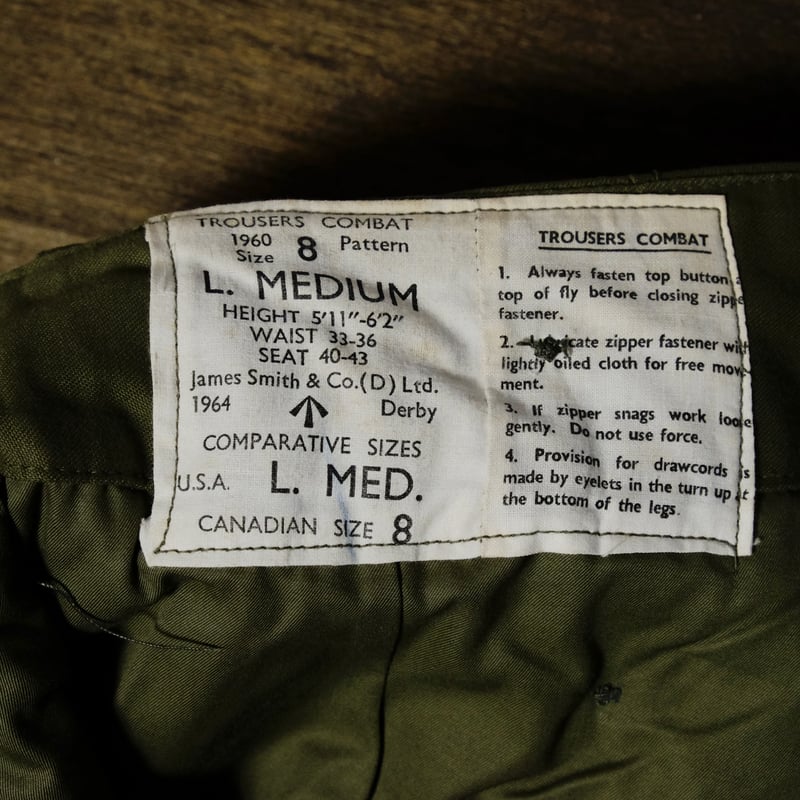 TROUSERS COMBAT
1960 Pattern
Size 8
L. MEDIUM
HEIGHT 5'11"-6'2"
WAIST 33-36
SEAT 40-43
James Smith & Co.(D) Ltd.
1964 Derby
COMPARATIVE SIZES
U.S.A. L. MED.
CANADIAN SIZE 8
TROUSERS COMBAT
1. Always fasten top button
top of fly before closing zipper
fastener.
2. zipper fastener with
lightly oiled cloth for free move-
ment.
3. If zipper snags work loose
gently. Do not use force.
4. Provision for drawcords is
made by eyelets in the turn up at
the bottom of the legs.